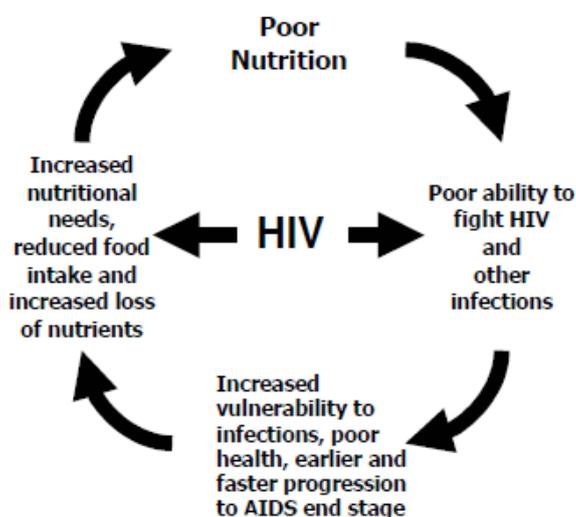 Poor
Nutrition
Increased
nutritional
needs,
reduced food
intake and
increased loss
of nutrients
HIV
Poor ability to
fight HIV
and
other
infections
Increased
vulnerability to
infections, poor
health, earlier and
faster progression
to AIDS end stage